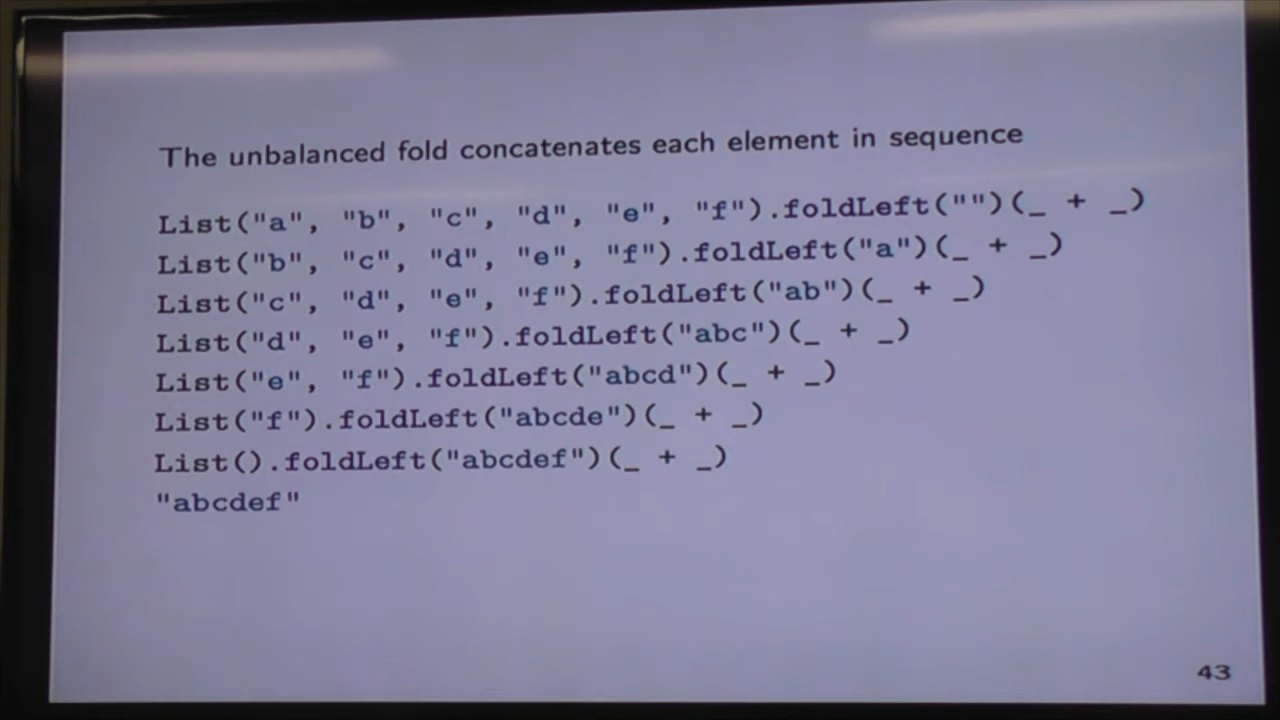 The unbalanced fold concatenates each element in sequence
List("a", "b", "c", "d", "e", "f").foldLeft("")(_ + _)
List("b", "c", "d", "e", "f").foldLeft("a")(_ + _)
List("c", "d", "e", "f").foldLeft("ab")(_ + _)
List("d", "e", "f").foldLeft("abc")(_ + _)
List("e", "f").foldLeft("abcd")(_ + _)
List("f").foldLeft("abcde")(_ + _)
List().foldLeft("abcdef")(_ + _)
"abcdef"
43